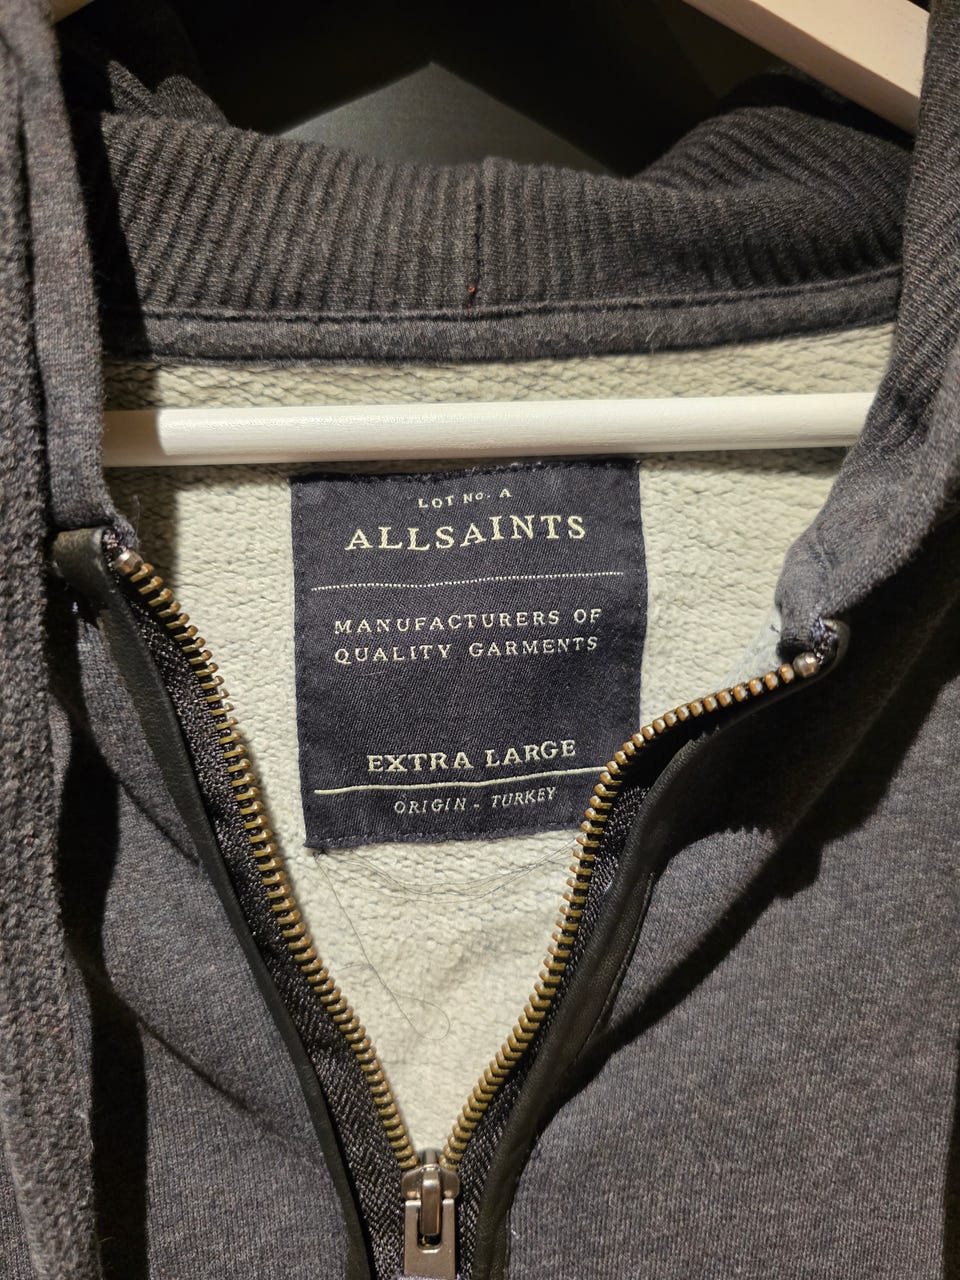 LOT No. A
ALLSAINTS
MANUFACTURERS OF
QUALITY GARMENTS
EXTRA LARGE
ORIGIN - TURKEY